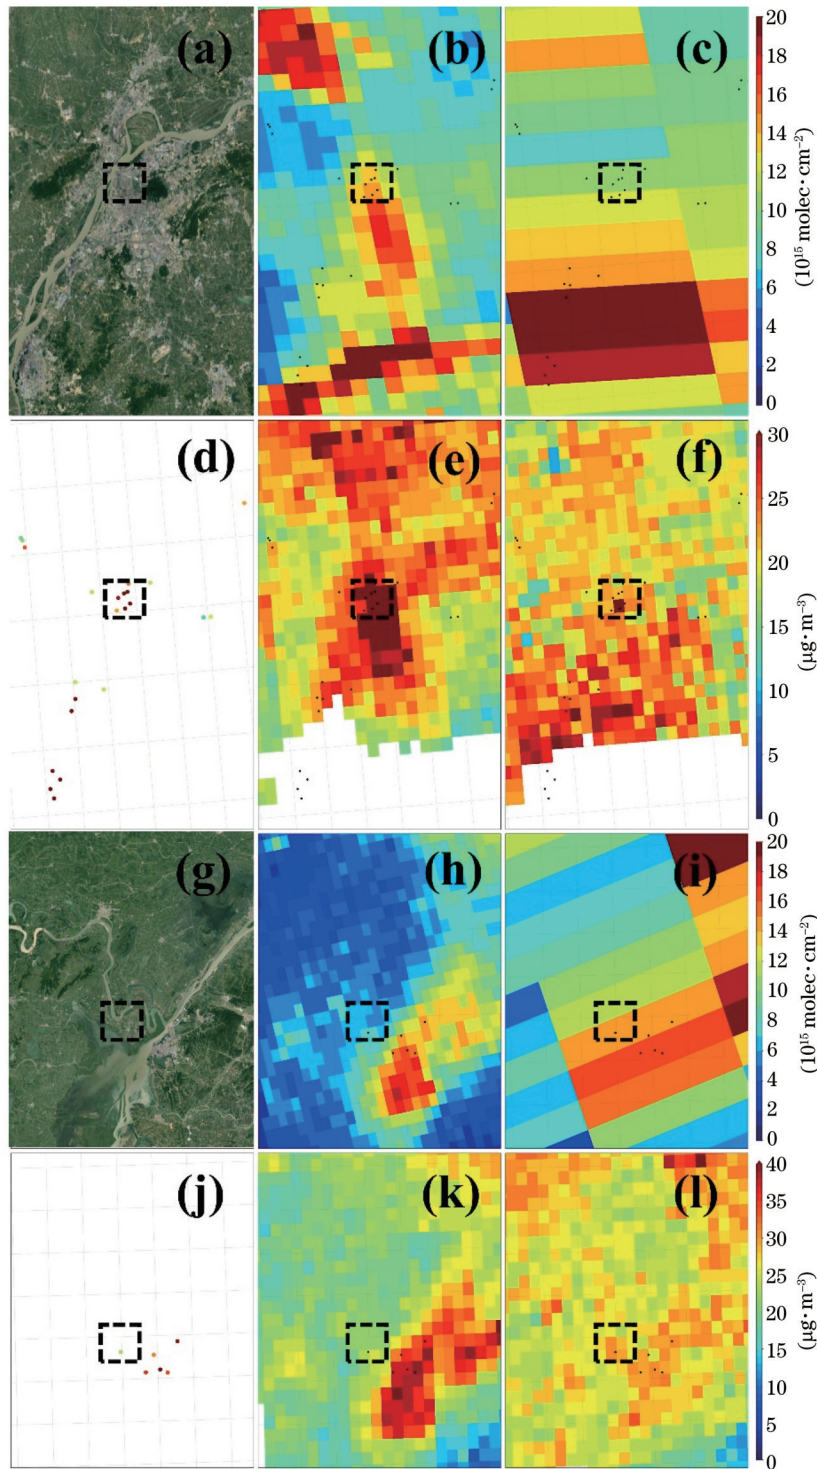 (a)
(b)
(c)
20
18
16
14
12
10
8
6
4
2
0
(10¹⁵ molec·cm⁻²)
(d)
(e)
(f)
30
25
20
15
10
5
0
(μg·m⁻³)
(g)
(h)
(i)
20
18
16
14
12
10
8
6
4
2
0
(10¹⁵ molec·cm⁻²)
(j)
(k)
(l)
40
35
30
25
20
15
10
5
0
(μg·m⁻³)